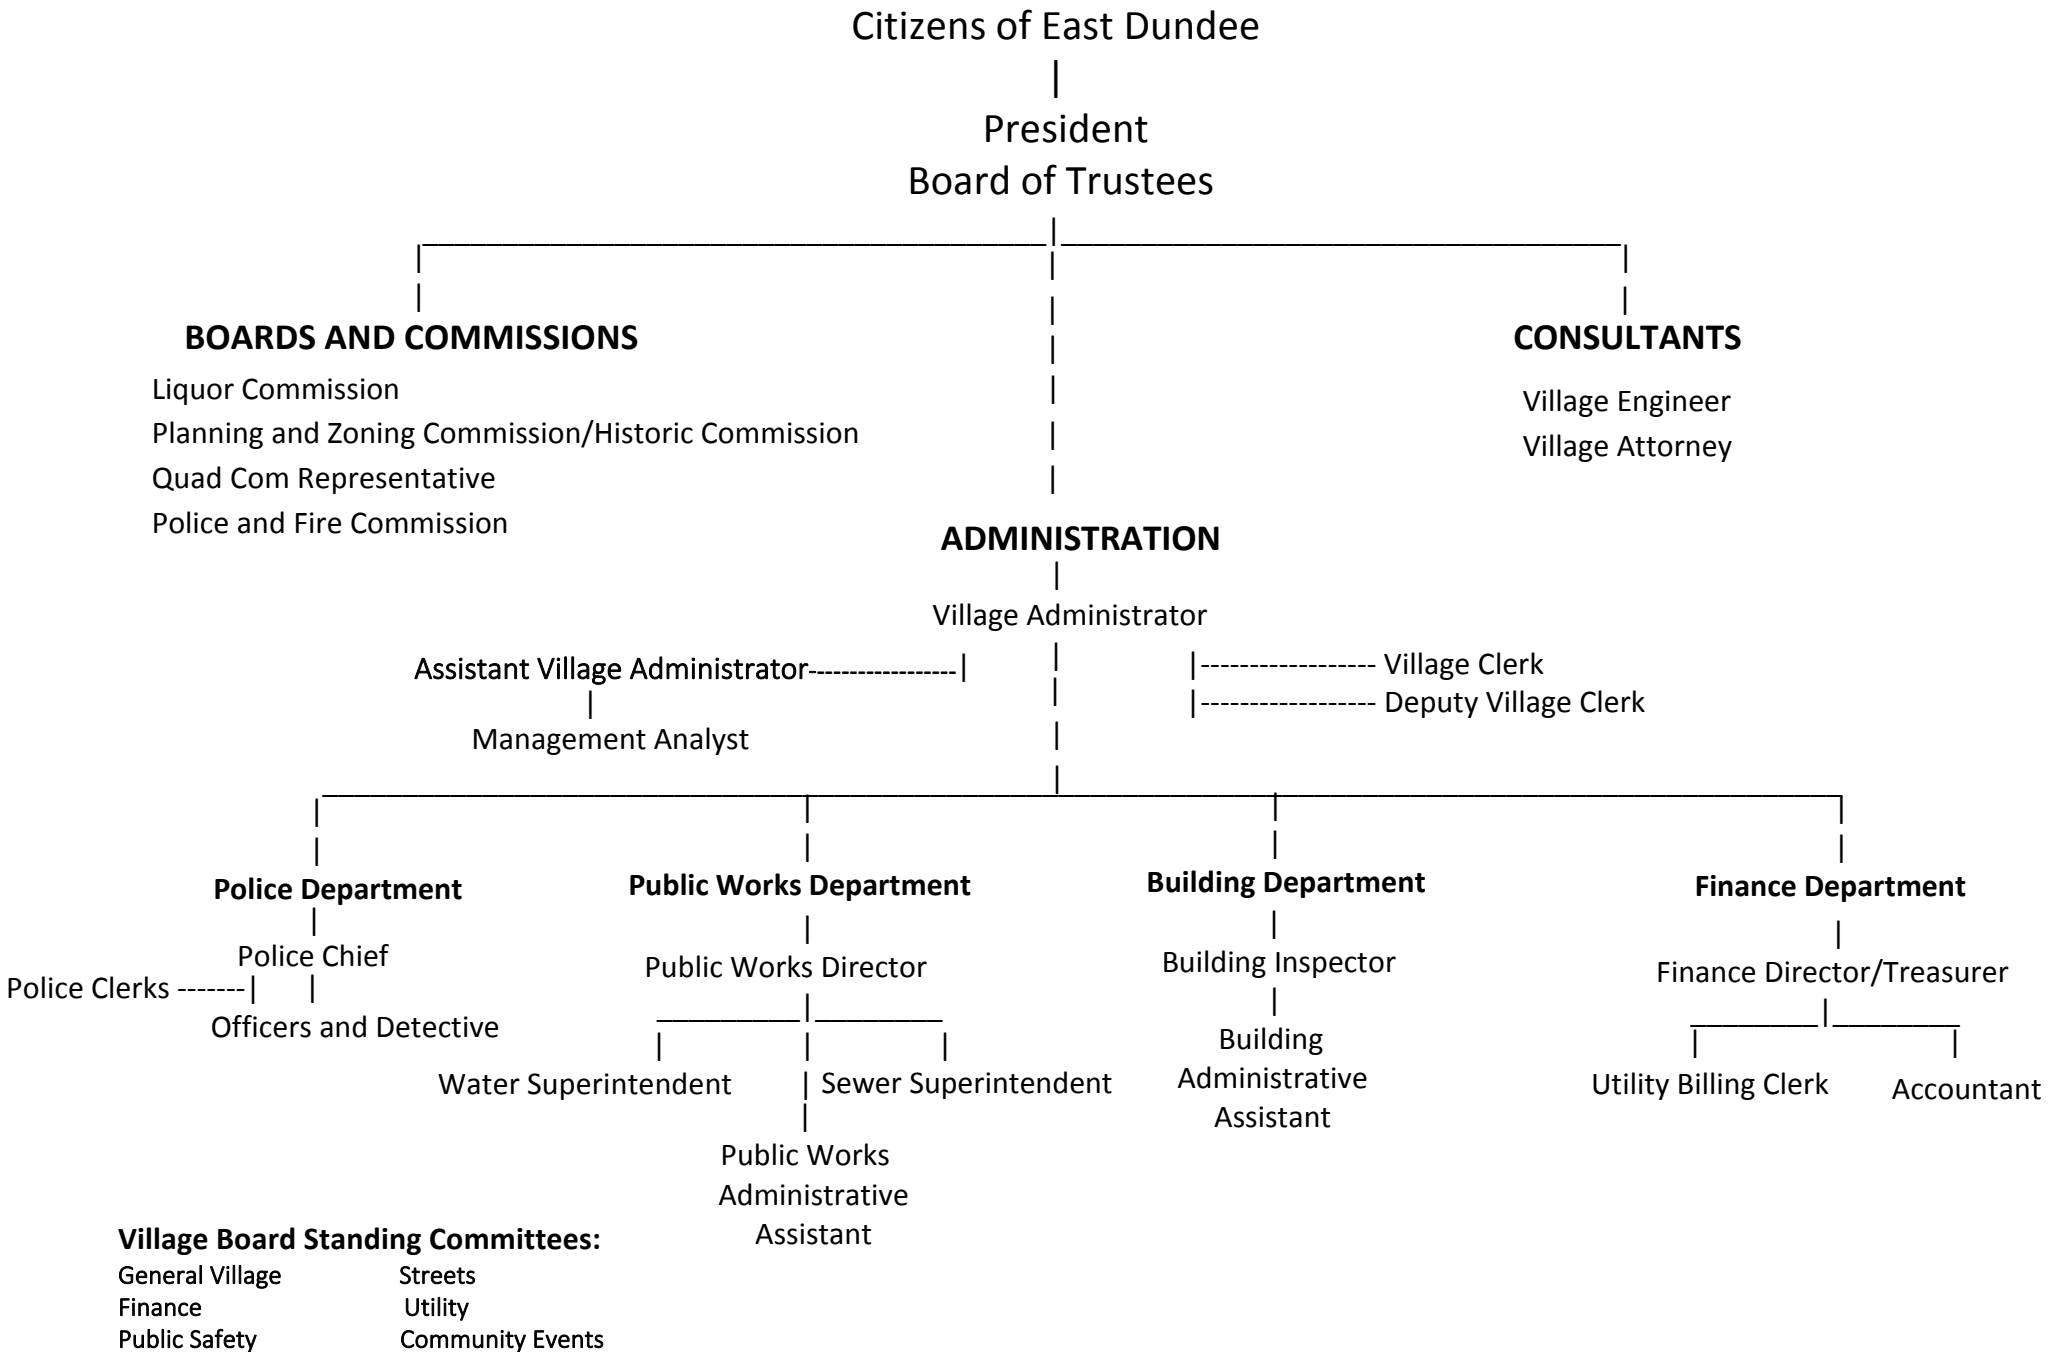 Citizens of East Dundee
President
Board of Trustees
BOARDS AND COMMISSIONS
Liquor Commission
Planning and Zoning Commission/Historic Commission
Quad Com Representative
Police and Fire Commission
CONSULTANTS
Village Engineer
Village Attorney
ADMINISTRATION
Village Administrator
Assistant Village Administrator
Management Analyst
Village Clerk
Deputy Village Clerk
Police Department
Police Chief
Police Clerks
Officers and Detective
Public Works Department
Public Works Director
Water Superintendent
Sewer Superintendent
Public Works
Administrative
Assistant
Building Department
Building Inspector
Building
Administrative
Assistant
Finance Department
Finance Director/Treasurer
Utility Billing Clerk
Accountant
Village Board Standing Committees:
General Village Streets
Finance Utility
Public Safety Community Events